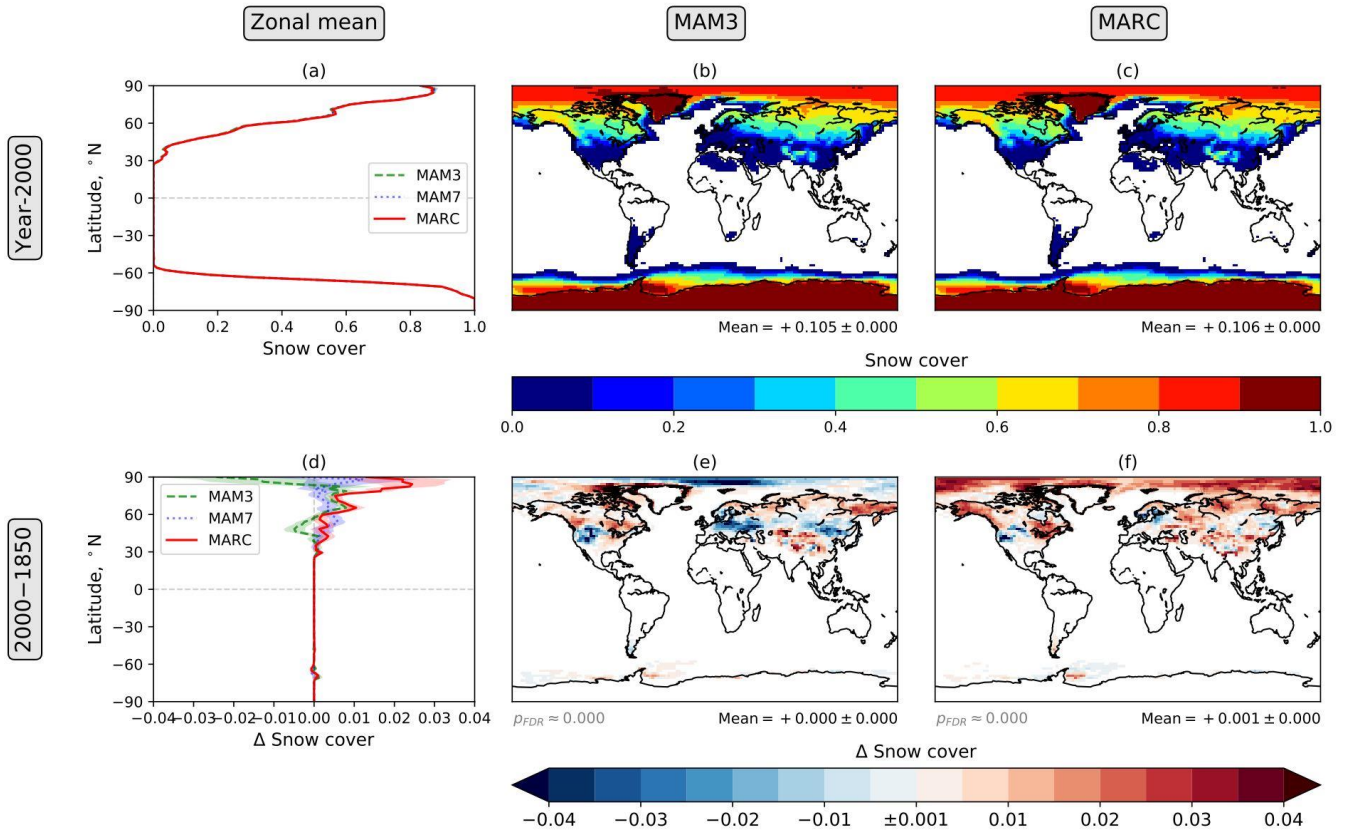 Zonal mean
MAM3
MARC
Year-2000
(a)
90
60
30
0
−30
−60
−90
Latitude, °N
MAM3
MAM7
MARC
0.0 0.2 0.4 0.6 0.8 1.0
Snow cover
(b)
Mean = +0.105 ± 0.000
(c)
Mean = +0.106 ± 0.000
Snow cover
0.0 0.2 0.4 0.6 0.8 1.0
2000−1850
(d)
90
60
30
0
−30
−60
−90
Latitude, °N
MAM3
MAM7
MARC
−0.04 −0.03 −0.02 −0.01 0.00 0.01 0.02 0.03 0.04
Δ Snow cover
(e)
p_FDR ≈ 0.000
Mean = +0.000 ± 0.000
(f)
p_FDR ≈ 0.000
Mean = +0.001 ± 0.000
Δ Snow cover
−0.04 −0.03 −0.02 −0.01 ±0.001 0.01 0.02 0.03 0.04